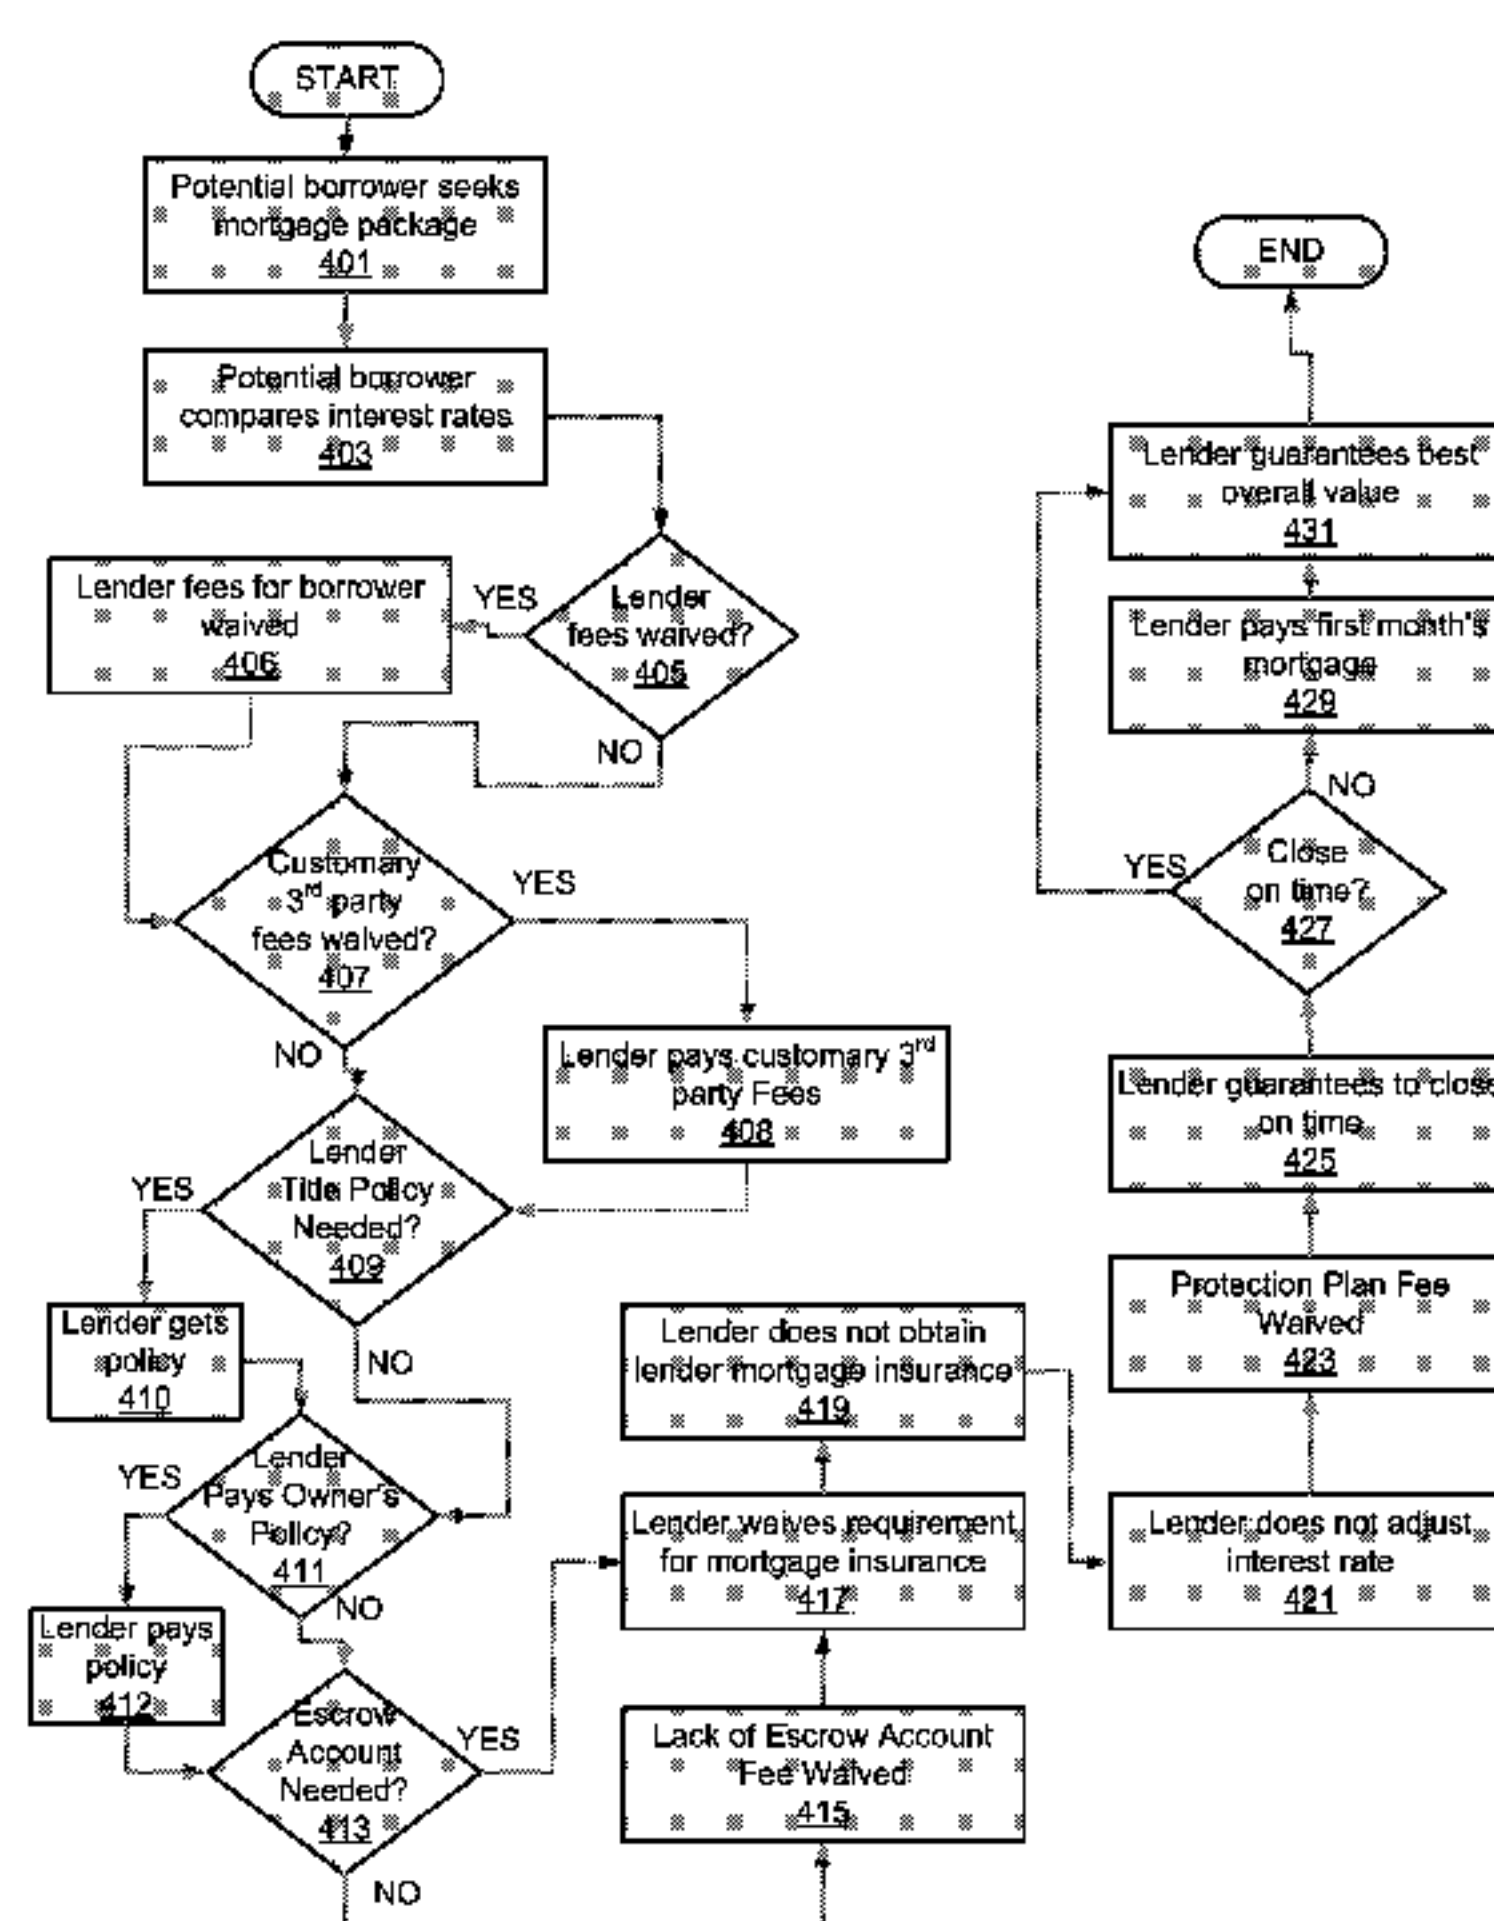 START
Potential borrower seeks
mortgage package
401
Potential borrower
compares interest rates
403
Lender
fees waived?
405
YES
NO
Lender fees for borrower
waived
406
Customary
3rd party
fees waived?
407
YES
NO
Lender pays customary 3rd
party Fees
408
Lender
Title Policy
Needed?
409
YES
NO
Lender gets
policy
410
Lender
Pays Owner's
Policy?
411
YES
NO
Lender pays
policy
412
Escrow
Account
Needed?
413
YES
NO
Lack of Escrow Account
Fee Waived
415
Lender waives requirement
for mortgage insurance
417
Lender does not obtain
lender mortgage insurance
419
Lender does not adjust
interest rate
421
Protection Plan Fee
Waived
423
Lender guarantees to close
on time
425
Close
on time?
427
YES
NO
Lender pays first month's
mortgage
429
Lender guarantees best
overall value
431
END